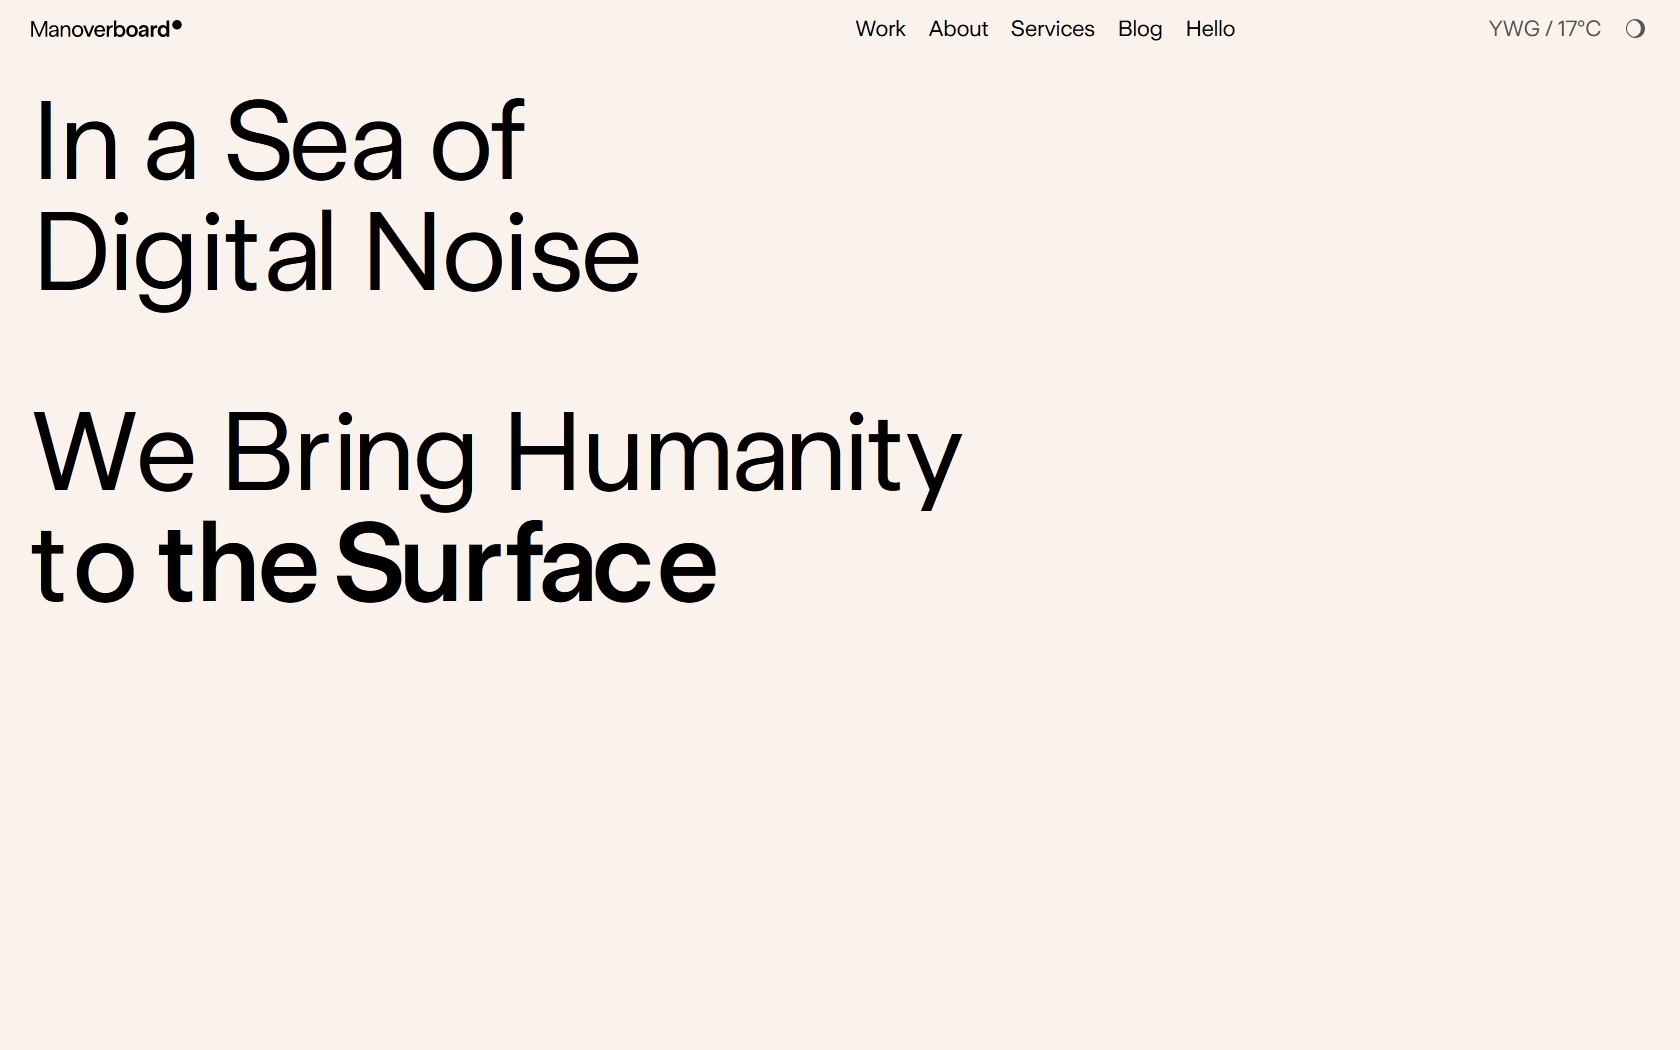 Manoverboard
Work About Services Blog Hello
YWG / 17°C
In a Sea of
Digital Noise
We Bring Humanity
to the Surface